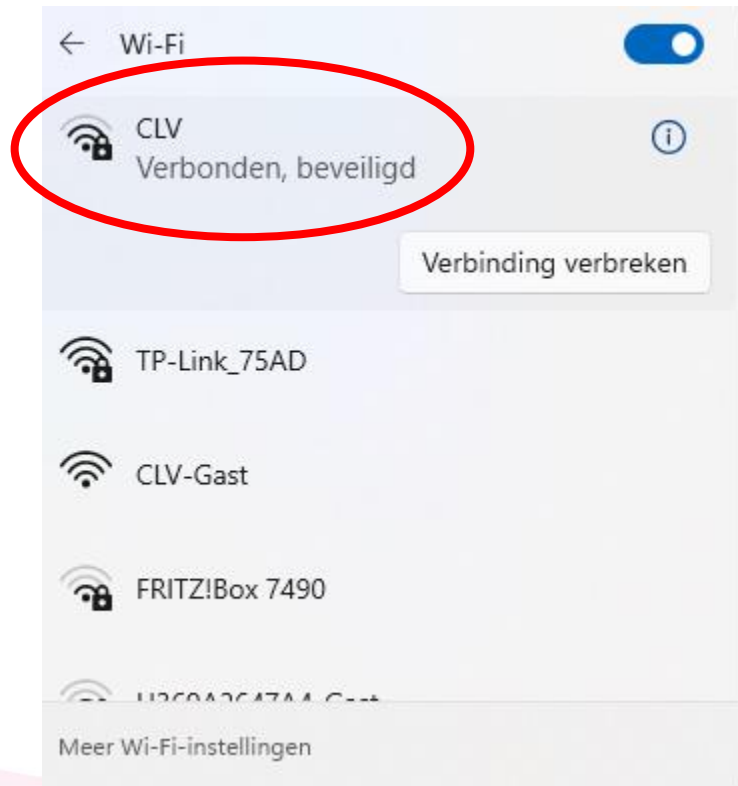 Wi-Fi
CLV
Verbonden, beveiligd
Verbinding verbreken
TP-Link_75AD
CLV-Gast
FRITZ!Box 7490
Meer Wi-Fi-instellingen